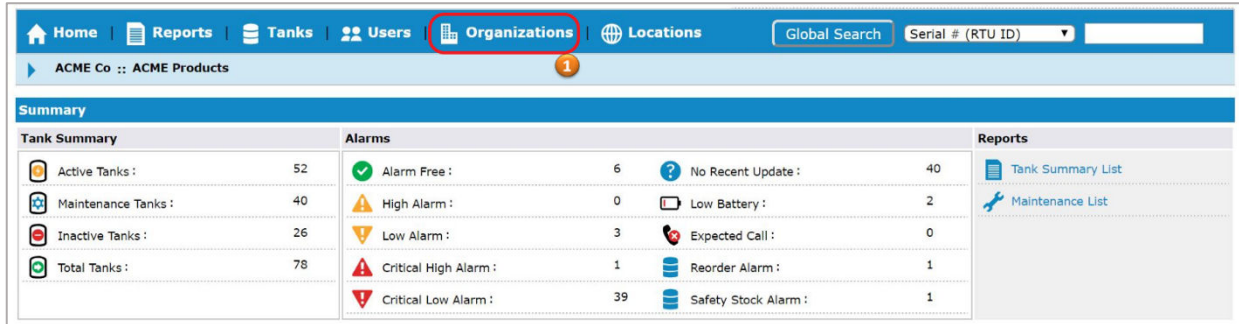 Home | Reports | Tanks | Users | Organizations | Locations Global Search Serial # (RTU ID)
1
ACME Co :: ACME Products
Summary
Tank Summary
Active Tanks : 52
Maintenance Tanks : 40
Inactive Tanks : 26
Total Tanks : 78
Alarms
Alarm Free : 6
High Alarm : 0
Low Alarm : 3
Critical High Alarm : 1
Critical Low Alarm : 39
No Recent Update : 40
Low Battery : 2
Expected Call : 0
Reorder Alarm : 1
Safety Stock Alarm : 1
Reports
Tank Summary List
Maintenance List